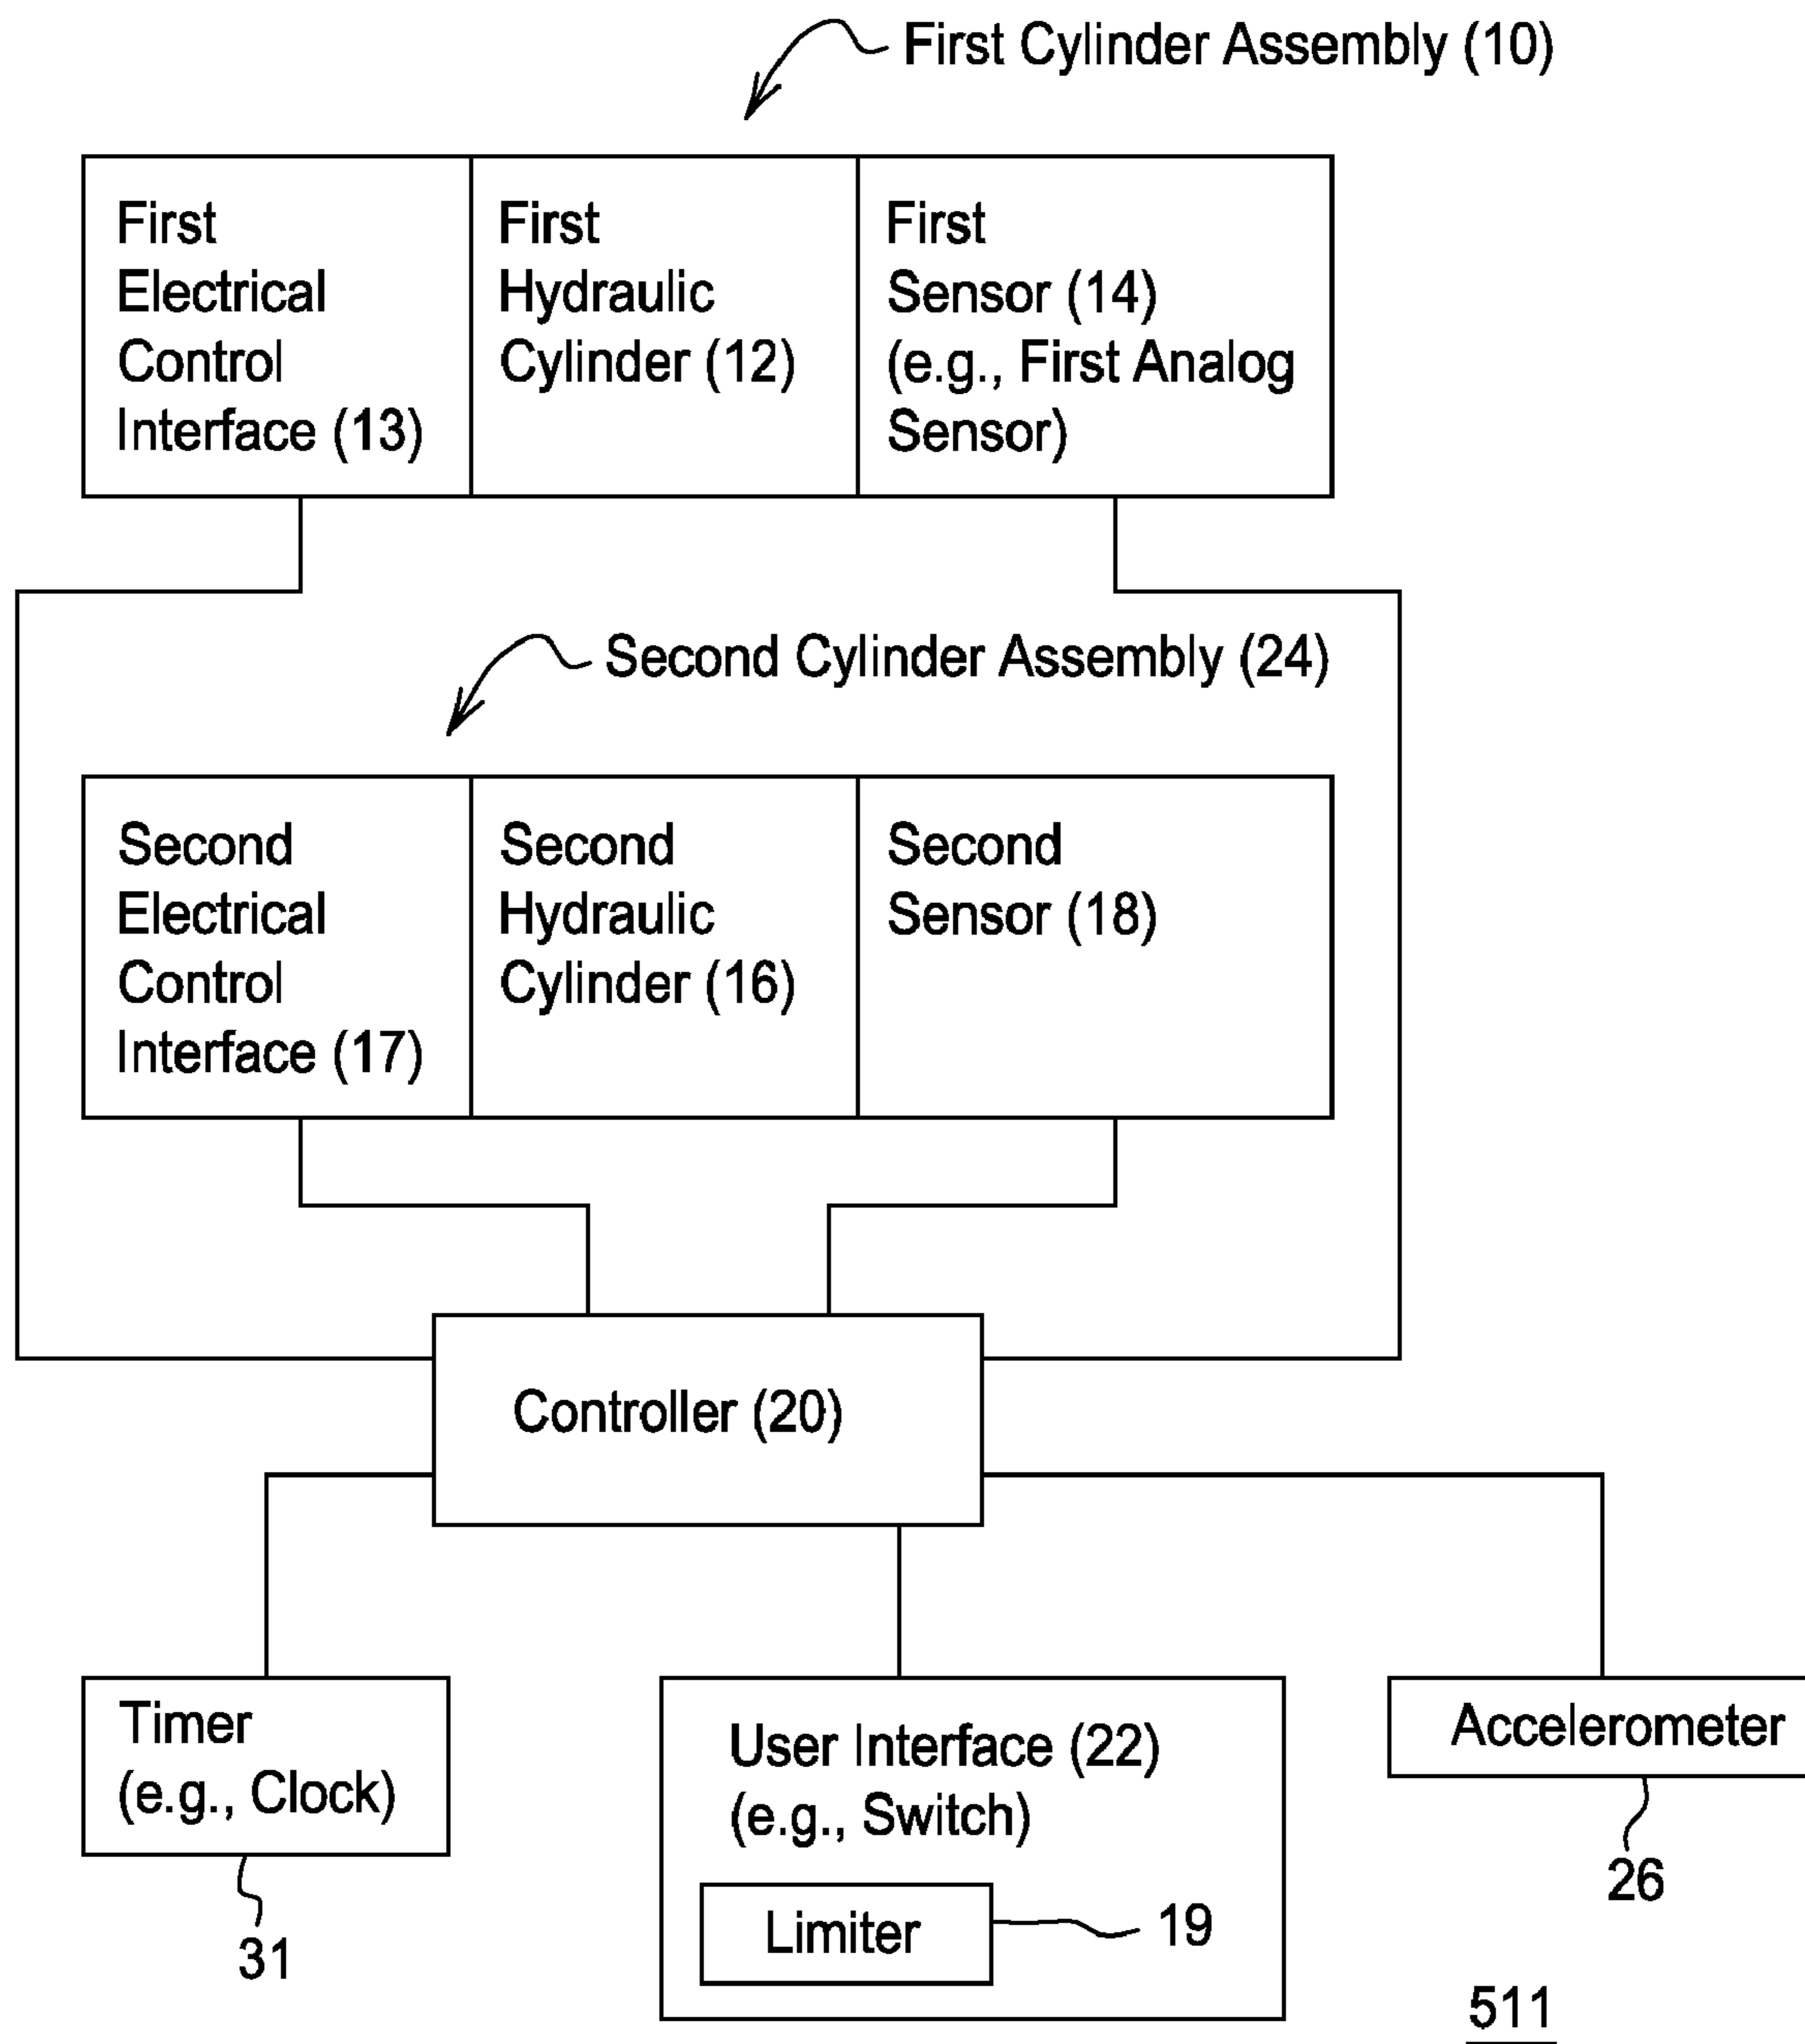 First Cylinder Assembly (10)
First
Electrical
Control
Interface (13)
First
Hydraulic
Cylinder (12)
First
Sensor (14)
(e.g., First Analog
Sensor)
Second Cylinder Assembly (24)
Second
Electrical
Control
Interface (17)
Second
Hydraulic
Cylinder (16)
Second
Sensor (18)
Controller (20)
Timer
(e.g., Clock)
31
User Interface (22)
(e.g., Switch)
Limiter
19
Accelerometer
26
511